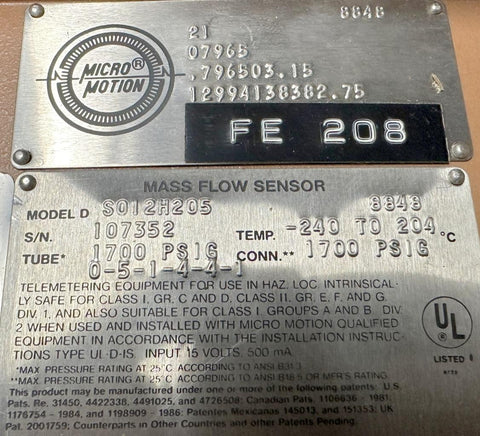 MICRO®
MOTION
8848
21
07965
.796503.15
12994138382.75
FE 208
MASS FLOW SENSOR
MODEL D S012H205 8848
S/N. 107352 TEMP. -240 TO 204 °C
TUBE* 1700 PSIG CONN.** 1700 PSIG
0-5-1-4-4-1
TELEMETERING EQUIPMENT FOR USE IN HAZ. LOC. INTRINSICAL-
LY SAFE FOR CLASS I, GR. C AND D, CLASS II, GR. E, F, AND G,
DIV. 1, AND ALSO SUITABLE FOR CLASS I, GROUPS A AND B, DIV.
2 WHEN USED AND INSTALLED WITH MICRO MOTION QUALIFIED
EQUIPMENT IN ACCORDANCE WITH THE INSTALLATION INSTRUC-
TIONS TYPE UL-D-IS. INPUT 15 VOLTS, 500 mA.
UL
LISTED
*MAX. PRESSURE RATING AT 25°C ACCORDING TO ANSI B31.3
**MAX. PRESSURE RATING AT 25°C ACCORDING TO ANSI B16.5 OR MFR'S RATING.
This product may be manufactured under one or more of the following patents: U.S.
Pats. Re. 31450, 4422338, 4491025, and 4726508; Canadian Pats. 1106636 - 1981,
1176754 - 1984, and 1198909 - 1986; Patentes Mexicanas 145013, and 151353; UK
Pat. 2001759; Counterparts in Other Countries and other Patents Pending.